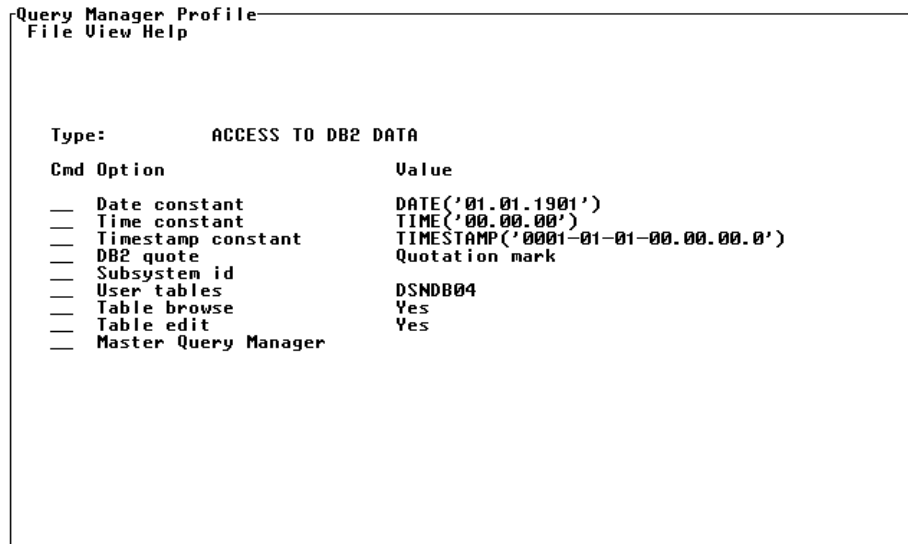 Query Manager Profile
File View Help
Type: ACCESS TO DB2 DATA
Cmd Option Value
__ Date constant DATE('01.01.1901')
__ Time constant TIME('00.00.00')
__ Timestamp constant TIMESTAMP('0001-01-01-00.00.00.0')
__ DB2 quote Quotation mark
__ Subsystem id
__ User tables DSNDB04
__ Table browse Yes
__ Table edit Yes
__ Master Query Manager